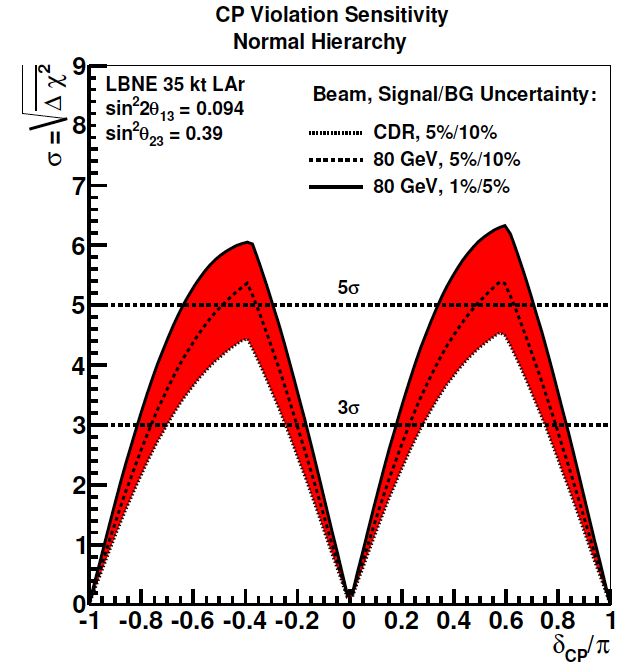 CP Violation Sensitivity
Normal Hierarchy
σ = √Δχ²
LBNE 35 kt LAr
sin²2θ₁₃ = 0.094
sin²θ₂₃ = 0.39
Beam, Signal/BG Uncertainty:
CDR, 5%/10%
80 GeV, 5%/10%
80 GeV, 1%/5%
9
8
7
6
5
4
3
2
1
0
5σ
3σ
-1 -0.8 -0.6 -0.4 -0.2 0 0.2 0.4 0.6 0.8 1
δ_CP/π